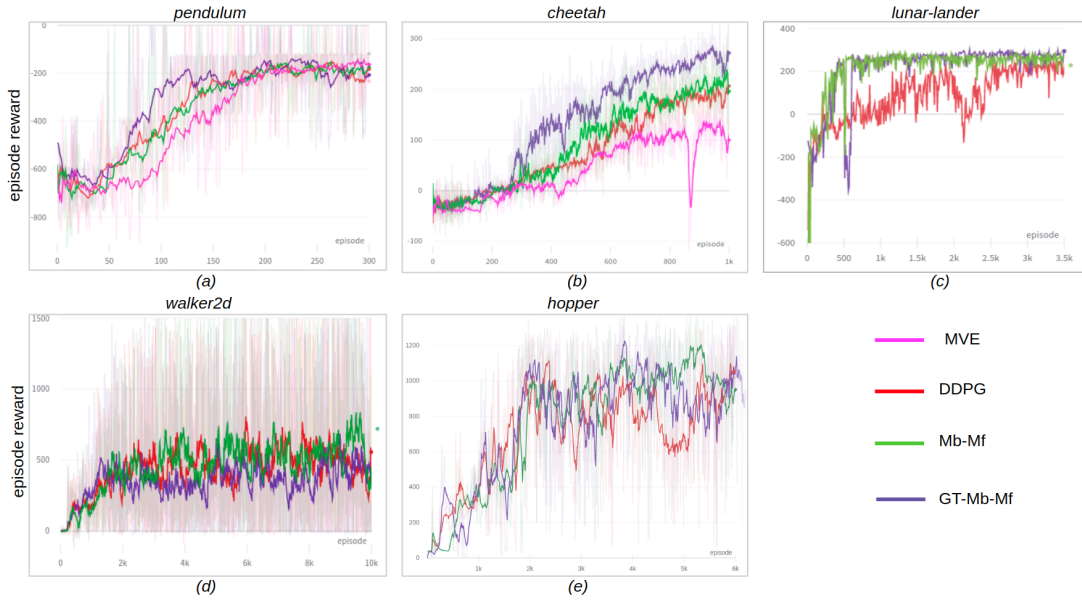 pendulum
cheetah
lunar-lander
episode reward
0
-200
-400
-600
-800
episode
0
50
100
150
200
250
300
300
200
100
0
-100
episode
0
200
400
600
800
1k
400
200
0
-200
-400
-600
episode
0
500
1k
1.5k
2k
2.5k
3k
3.5k
(a)
(b)
(c)
walker2d
hopper
episode reward
1500
1000
500
0
episode
0
2k
4k
6k
8k
10k
1200
1000
800
600
400
200
0
episode
1k
2k
3k
4k
5k
6k
(d)
(e)
MVE
DDPG
Mb-Mf
GT-Mb-Mf